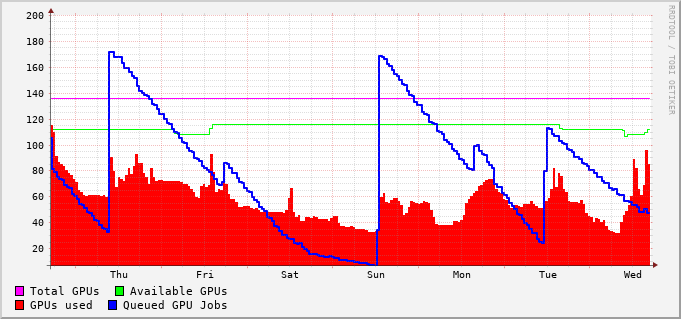 200
180
160
140
120
100
80
60
40
20
Thu Fri Sat Sun Mon Tue Wed
RRDTOOL / TOBI OETIKER
Total GPUs Available GPUs
GPUs used Queued GPU Jobs